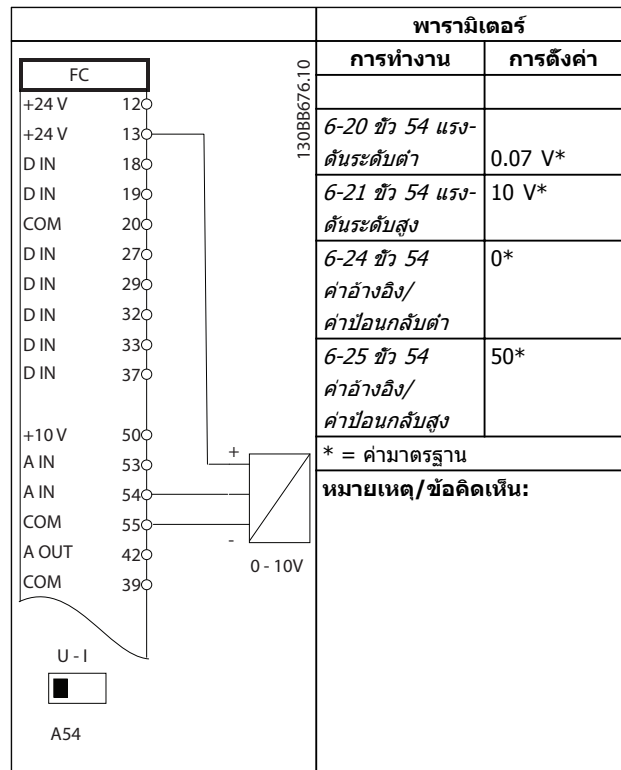 พารามิเตอร์
การทำงาน การตั้งค่า
FC
130BB676.10
+24 V 12
+24 V 13
D IN 18
D IN 19
COM 20
D IN 27
D IN 29
D IN 32
D IN 33
D IN 37
+10 V 50
A IN 53
A IN 54
COM 55
A OUT 42
COM 39
+
-
0 - 10V
U - I
A54
6-20 ขั้ว 54 แรง-
ดันระดับต่ำ 0.07 V*
6-21 ขั้ว 54 แรง- 10 V*
ดันระดับสูง
6-24 ขั้ว 54 0*
ค่าอ้างอิง/
ค่าป้อนกลับต่ำ
6-25 ขั้ว 54 50*
ค่าอ้างอิง/
ค่าป้อนกลับสูง
* = ค่ามาตรฐาน
หมายเหตุ/ข้อคิดเห็น: